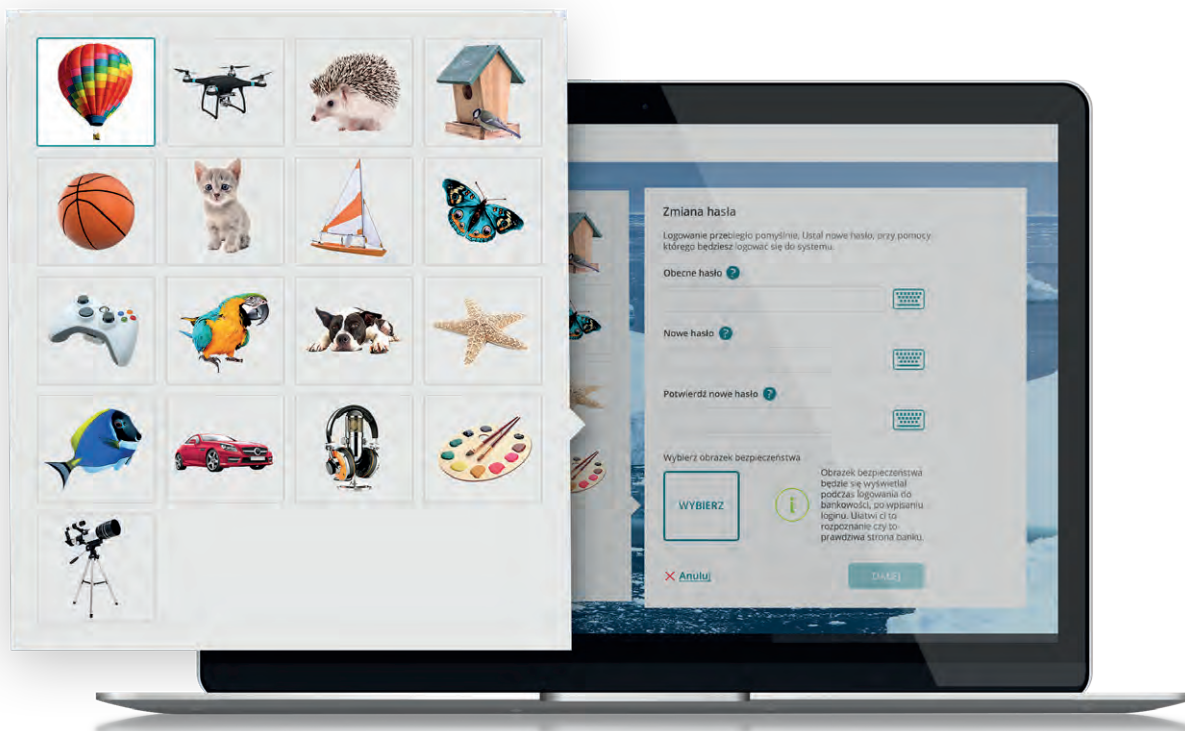 Zmiana hasła
Logowanie przebiegło pomyślnie. Ustal nowe hasło, przy pomocy
którego będziesz logować się do systemu.
Obecne hasło ?
Nowe hasło ?
Potwierdź nowe hasło ?
Wybierz obrazek bezpieczeństwa
WYBIERZ
i
Obrazek bezpieczeństwa
będzie się wyświetlał
podczas logowania do
bankowości, po wpisaniu
loginu. Ułatwi ci to
rozpoznanie czy to
prawdziwa strona banku.
Anuluj
DALEJ